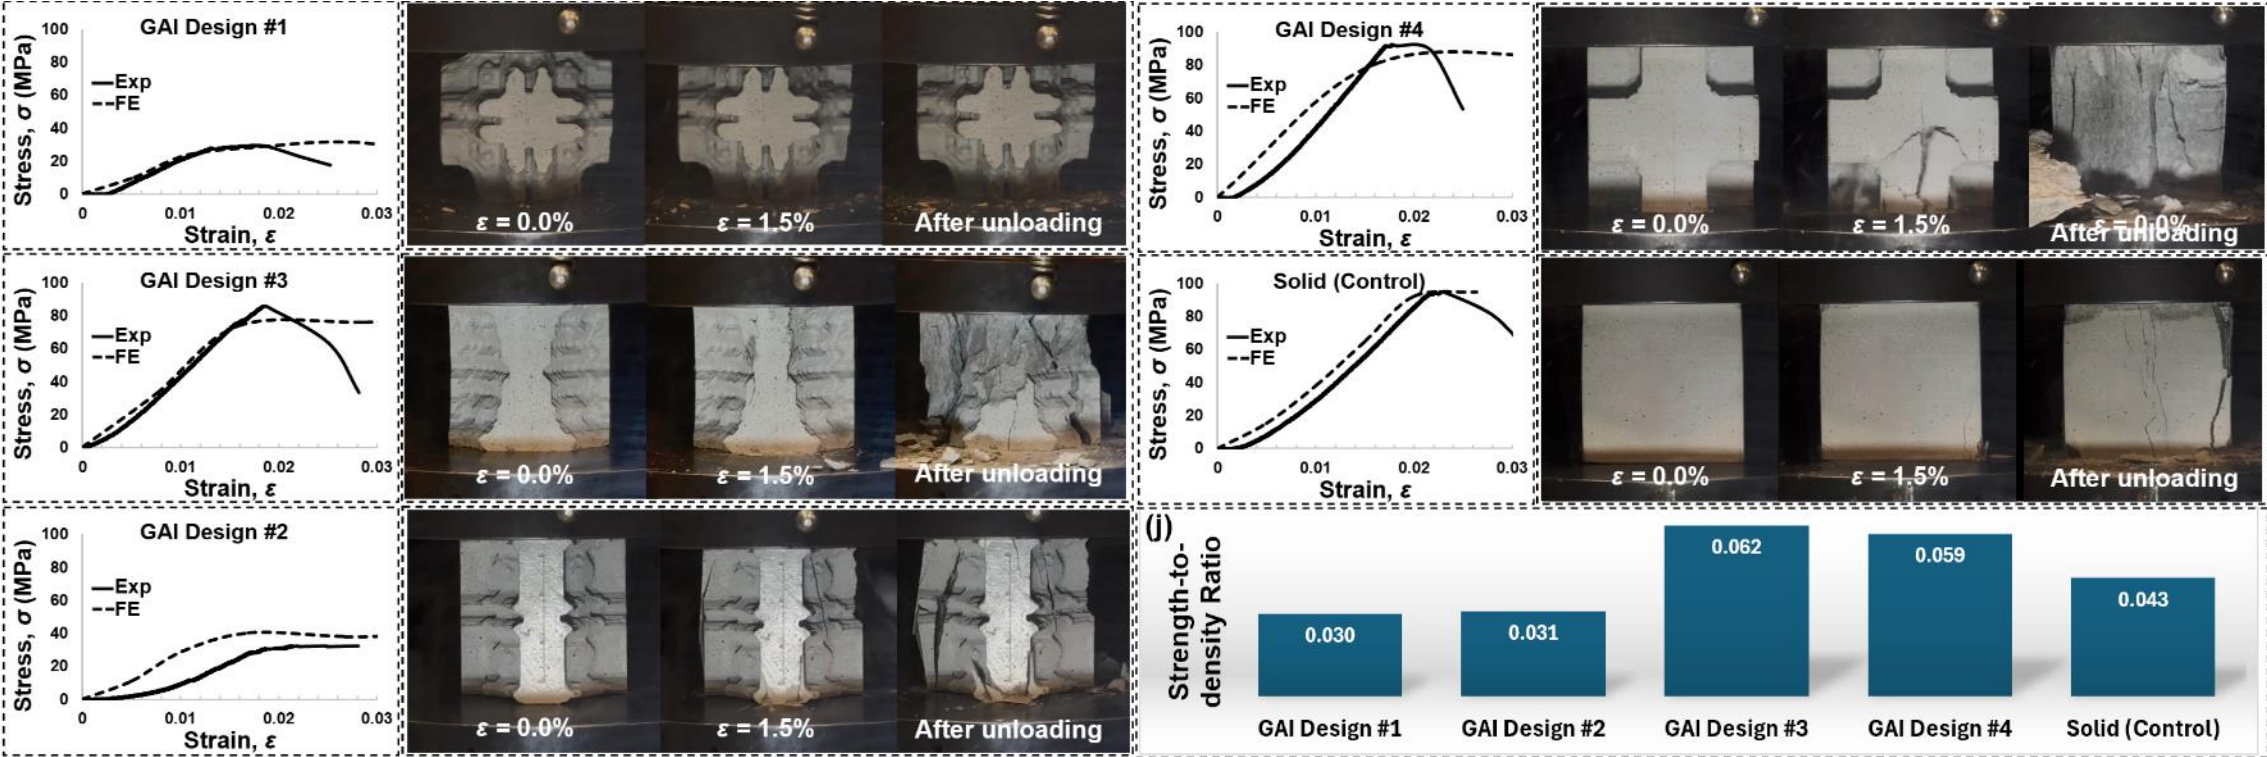 GAI Design #1
Stress, σ (MPa)
100
80
60
40
20
0
Exp
FE
0
0.01
0.02
0.03
Strain, ε
ε = 0.0%
ε = 1.5%
After unloading
GAI Design #4
Stress, σ (MPa)
100
80
60
40
20
0
Exp
FE
0
0.01
0.02
0.03
Strain, ε
ε = 0.0%
ε = 1.5%
ε = 0.0%
After unloading
GAI Design #3
Stress, σ (MPa)
100
80
60
40
20
0
Exp
FE
0
0.01
0.02
0.03
Strain, ε
ε = 0.0%
ε = 1.5%
After unloading
Solid (Control)
Stress, σ (MPa)
100
80
60
40
20
0
Exp
FE
0
0.01
0.02
0.03
Strain, ε
ε = 0.0%
ε = 1.5%
After unloading
GAI Design #2
Stress, σ (MPa)
100
80
60
40
20
0
Exp
FE
0
0.01
0.02
0.03
Strain, ε
ε = 0.0%
ε = 1.5%
After unloading
(j)
Strength-to-
density Ratio
0.030
0.031
0.062
0.059
0.043
GAI Design #1
GAI Design #2
GAI Design #3
GAI Design #4
Solid (Control)